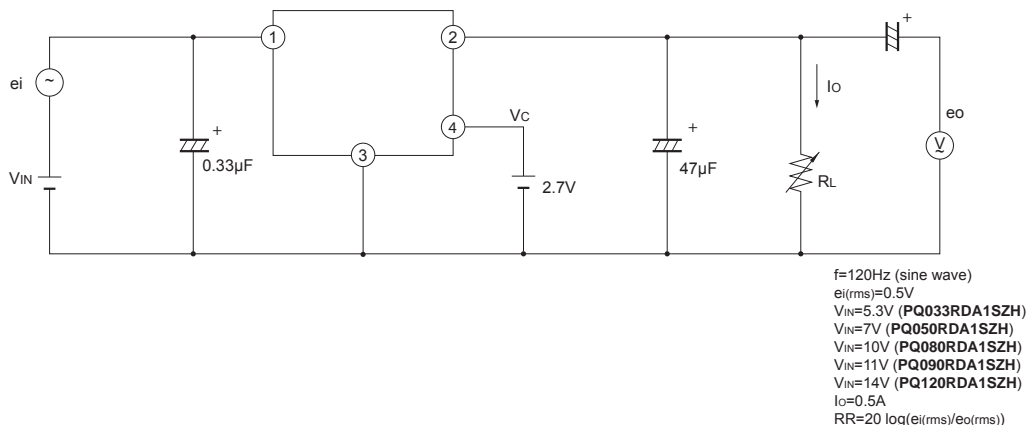 1
2
+
ei
~
+
0.33µF
VIN
3
4
VC
2.7V
+
47µF
IO
RL
eo
V
~
f=120Hz (sine wave)
ei(rms)=0.5V
VIN=5.3V (PQ033RDA1SZH)
VIN=7V (PQ050RDA1SZH)
VIN=10V (PQ080RDA1SZH)
VIN=11V (PQ090RDA1SZH)
VIN=14V (PQ120RDA1SZH)
IO=0.5A
RR=20 log(ei(rms)/eo(rms))